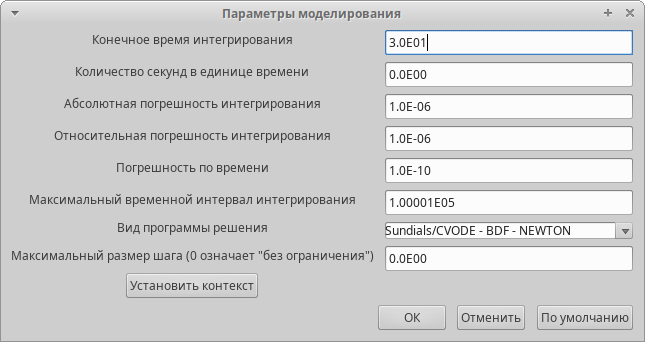 Параметры моделирования
Конечное время интегрирования 3.0E01
Количество секунд в единице времени 0.0E00
Абсолютная погрешность интегрирования 1.0E-06
Относительная погрешность интегрирования 1.0E-06
Погрешность по времени 1.0E-10
Максимальный временной интервал интегрирования 1.00001E05
Вид программы решения Sundials/CVODE - BDF - NEWTON
Максимальный размер шага (0 означает "без ограничения") 0.0E00
Установить контекст
ОК Отменить По умолчанию